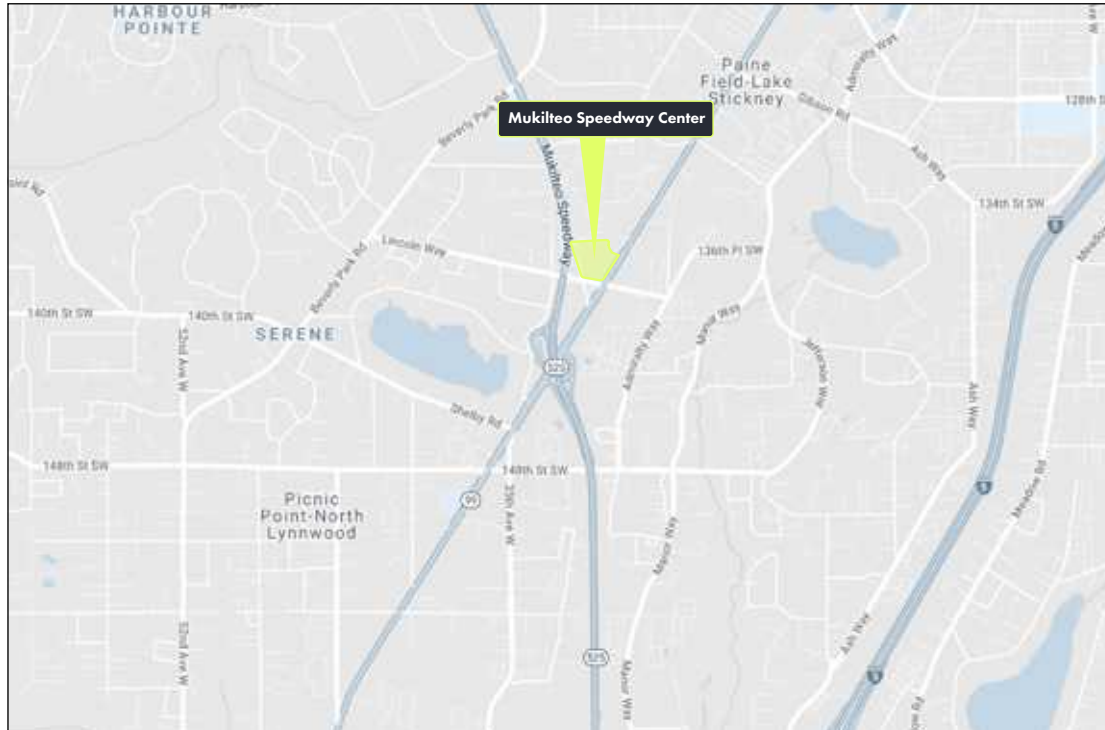 HARBOUR
POINTE
Paine
Field-Lake
Stickney
Admiralty Way
Gibson Rd
128th S
Beverly Park Rd
Mukilteo Speedway Center
Mukilteo Speedway
Ash Way
134th St SW
5
Lincoln Way
136th Pl SW
Beverly Park Rd
140th St SW
140th St SW
SERENE
52nd Ave W
Manor Way
Admiralty Way
Jefferson Way
525
Shelby Rd
Ash Way
148th St SW
148th St SW
99
5
Picnic
Point-North
Lynnwood
35th Ave W
Manor Way
Meadow Rd
52nd Ave W
Ash Way
525
Manor Way
5